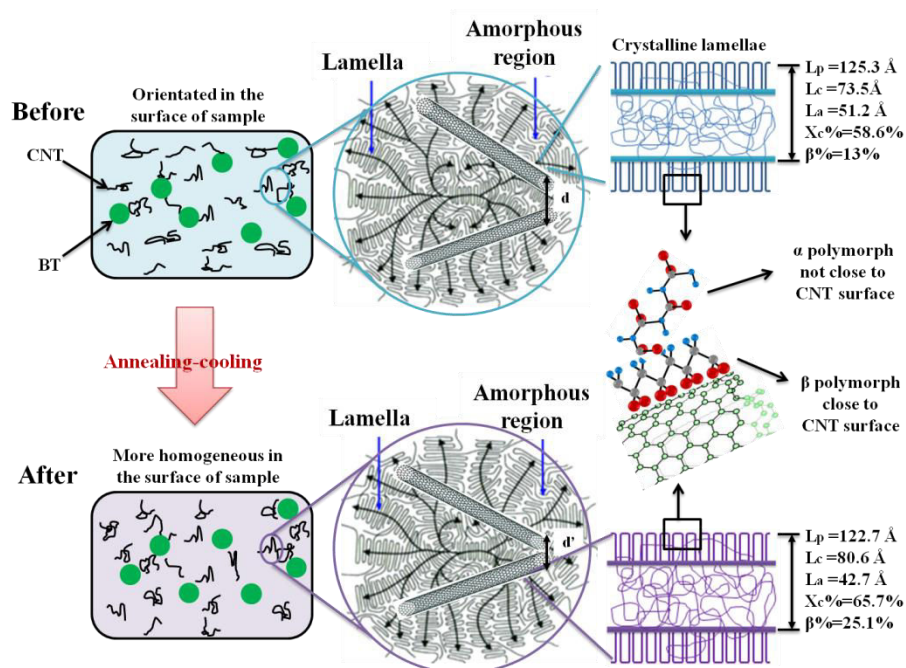 Before
Orientated in the
surface of sample
CNT
BT
Lamella
Amorphous
region
d
Crystalline lamellae
Lp =125.3 Å
Lc =73.5Å
La =51.2 Å
Xc%=58.6%
β%=13%
α polymorph
not close to
CNT surface
β polymorph
close to
CNT surface
Annealing-cooling
After
More homogeneous in
the surface of sample
Lamella
Amorphous
region
d'
Lp =122.7 Å
Lc =80.6 Å
La =42.7 Å
Xc%=65.7%
β%=25.1%